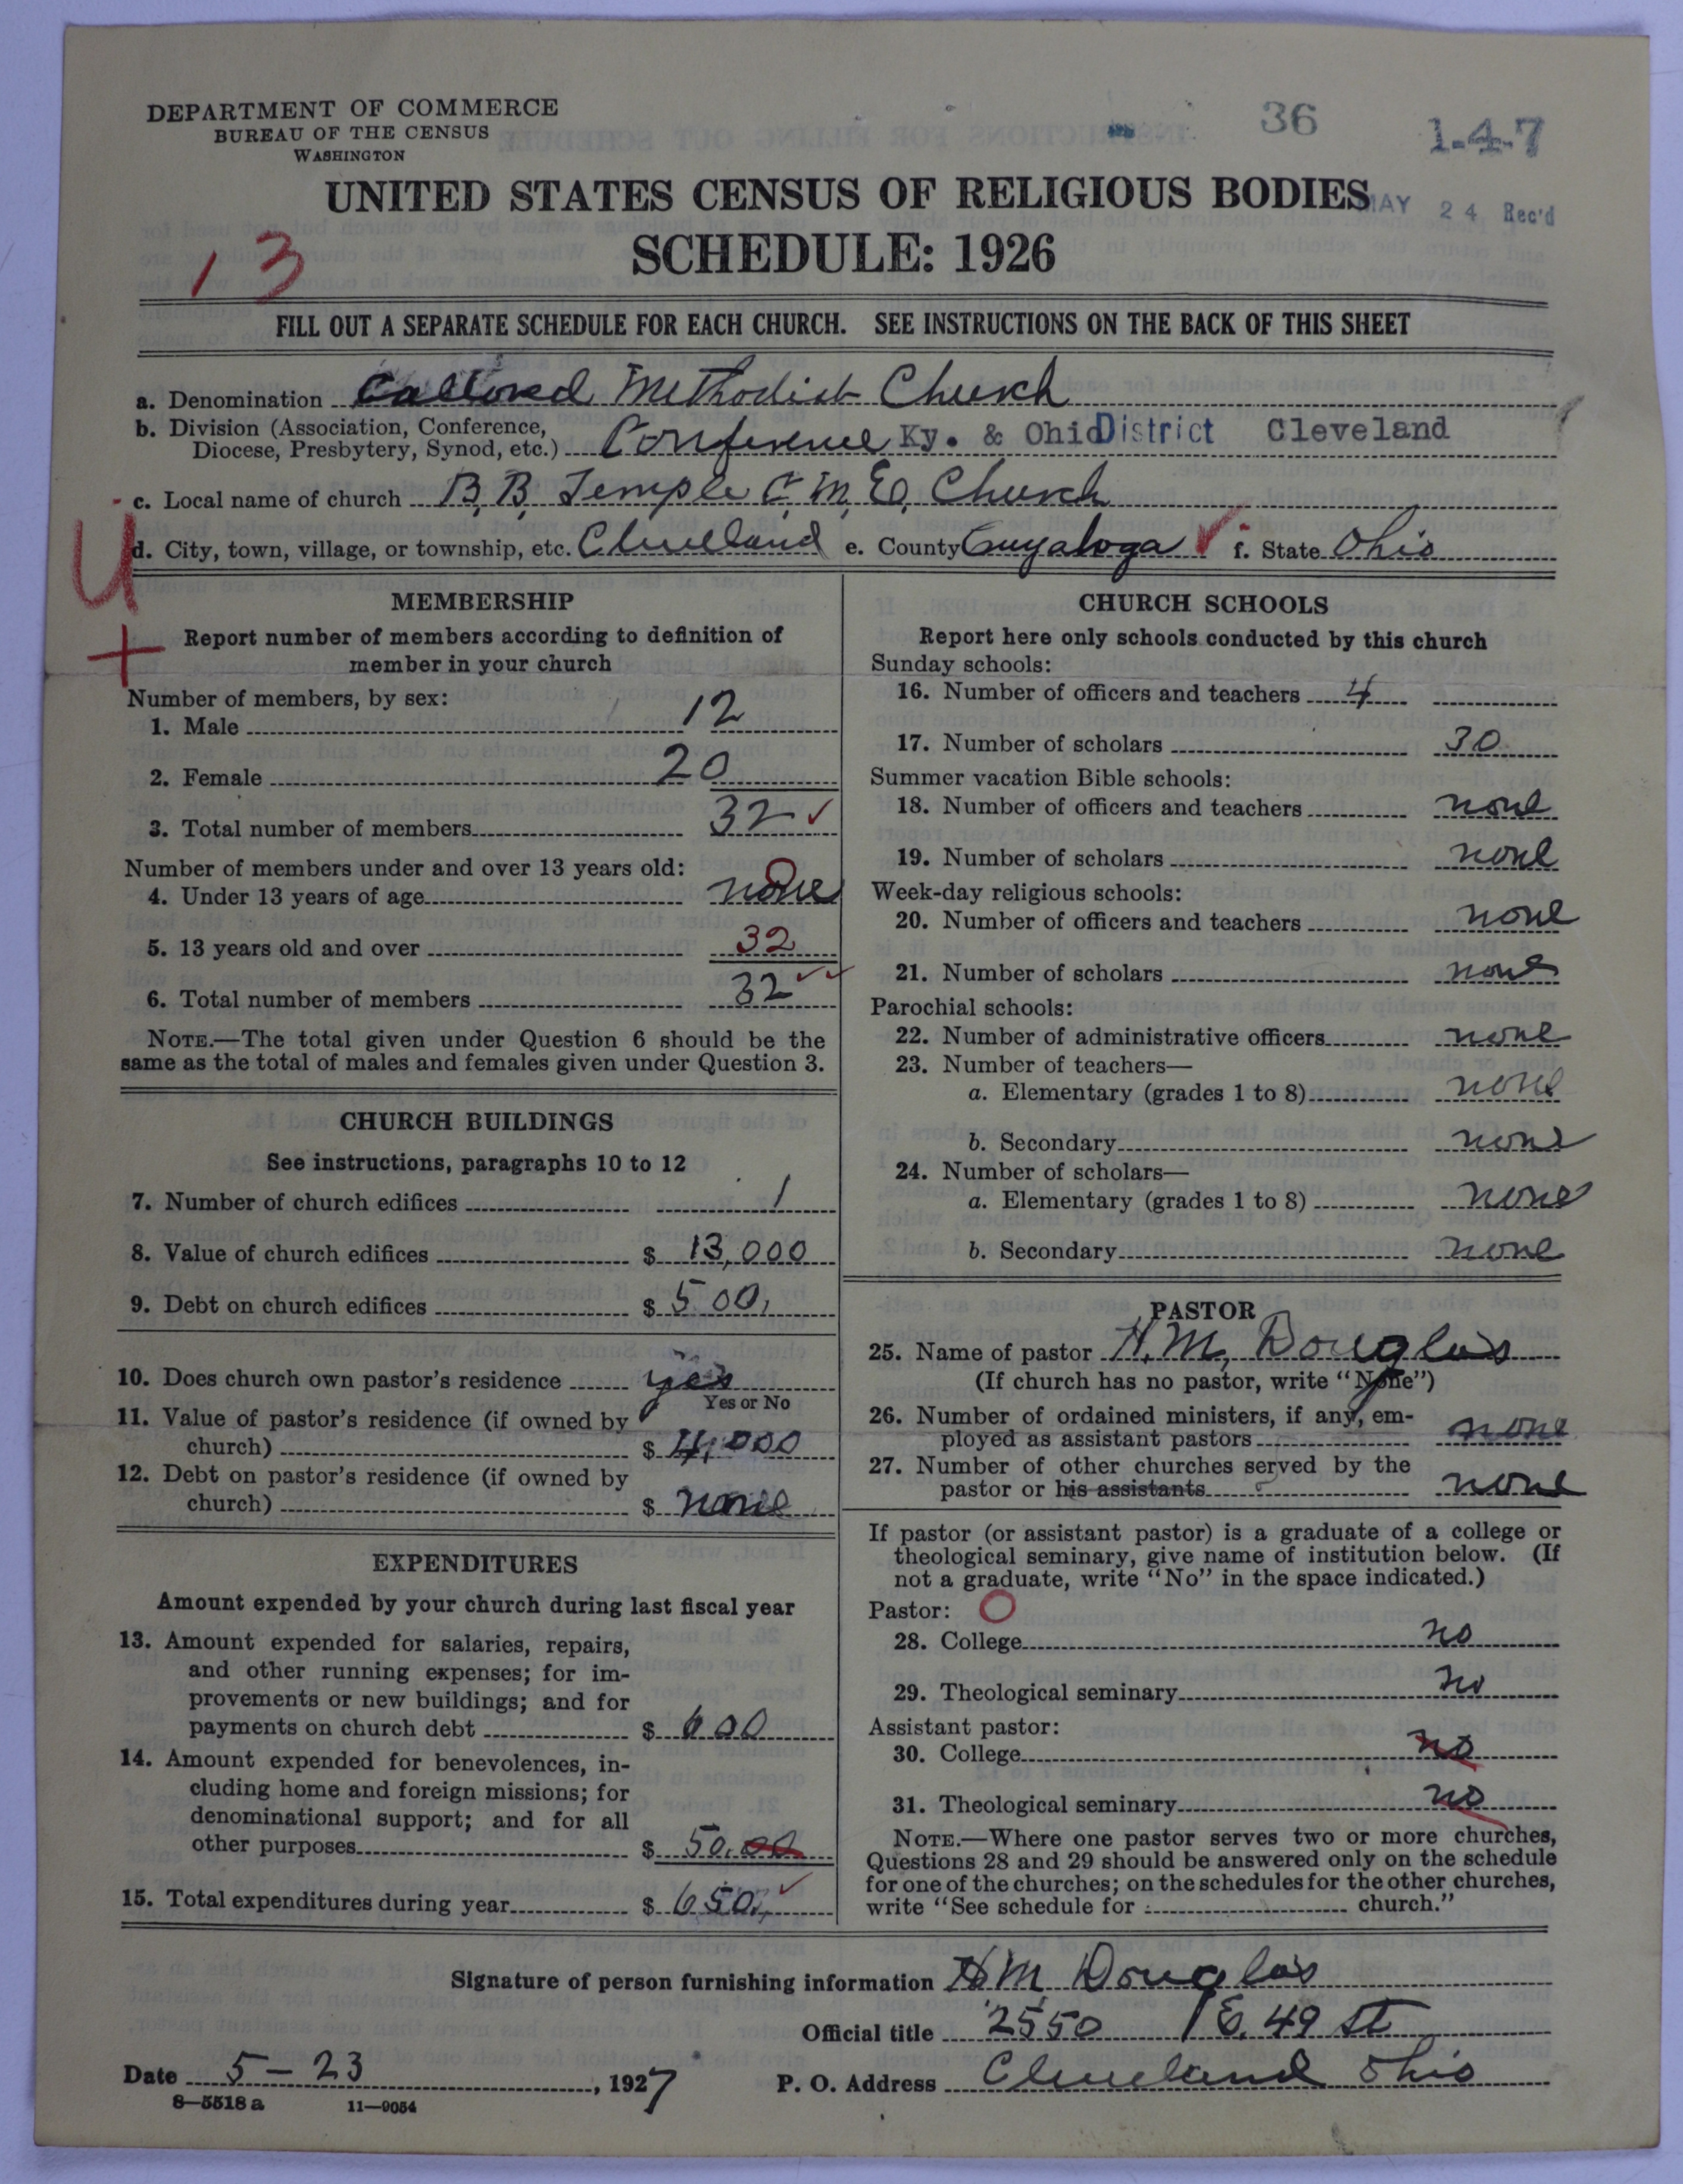 DEPARTMENT OF COMMERCE
BUREAU OF THE CENSUS
WASHINGTON
36
1-4-7
UNITED STATES CENSUS OF RELIGIOUS BODIES
MAY 24 Rec'd
SCHEDULE: 1926
13
FILL OUT A SEPARATE SCHEDULE FOR EACH CHURCH. SEE INSTRUCTIONS ON THE BACK OF THIS SHEET
a. Denomination Collored Methodist Church
b. Division (Association, Conference,
Diocese, Presbytery, Synod, etc.) Conference Ky. & Ohio District Cleveland
c. Local name of church B, B, Temple C, M, E, Church
d. City, town, village, or township, etc. Cleveland e. County Cuyahoga f. State Ohio
U
+
MEMBERSHIP
Report number of members according to definition of
member in your church
Number of members, by sex:
1. Male 12
2. Female 20
3. Total number of members 32
Number of members under and over 13 years old:
4. Under 13 years of age none 0
5. 13 years old and over 32
6. Total number of members 32
NOTE.—The total given under Question 6 should be the
same as the total of males and females given under Question 3.
CHURCH BUILDINGS
See instructions, paragraphs 10 to 12
7. Number of church edifices 1
8. Value of church edifices $ 13,000
9. Debt on church edifices $ 500.
10. Does church own pastor's residence yes
Yes or No
11. Value of pastor's residence (if owned by
church) $ 4,000
12. Debt on pastor's residence (if owned by
church) $ none
EXPENDITURES
Amount expended by your church during last fiscal year
13. Amount expended for salaries, repairs,
and other running expenses; for im-
provements or new buildings; and for
payments on church debt $ 600
14. Amount expended for benevolences, in-
cluding home and foreign missions; for
denominational support; and for all
other purposes $ 50.00
15. Total expenditures during year $ 650.
CHURCH SCHOOLS
Report here only schools conducted by this church
Sunday schools:
16. Number of officers and teachers 4
17. Number of scholars 30
Summer vacation Bible schools:
18. Number of officers and teachers none
19. Number of scholars none
Week-day religious schools:
20. Number of officers and teachers none
21. Number of scholars none
Parochial schools:
22. Number of administrative officers none
23. Number of teachers—
a. Elementary (grades 1 to 8) none
b. Secondary none
24. Number of scholars—
a. Elementary (grades 1 to 8) none
b. Secondary none
PASTOR
25. Name of pastor H. M, Douglas
(If church has no pastor, write "None")
26. Number of ordained ministers, if any, em-
ployed as assistant pastors none
27. Number of other churches served by the
pastor or his assistants none
If pastor (or assistant pastor) is a graduate of a college or
theological seminary, give name of institution below. (If
not a graduate, write "No" in the space indicated.)
Pastor: O
28. College no
29. Theological seminary no
Assistant pastor:
30. College no
31. Theological seminary no
NOTE.—Where one pastor serves two or more churches,
Questions 28 and 29 should be answered only on the schedule
for one of the churches; on the schedules for the other churches,
write "See schedule for church."
Signature of person furnishing information H M Douglas
Official title 2550 E. 49 St
Date 5-23, 1927 P. O. Address Cleveland Ohio
8-5518 a 11-9054